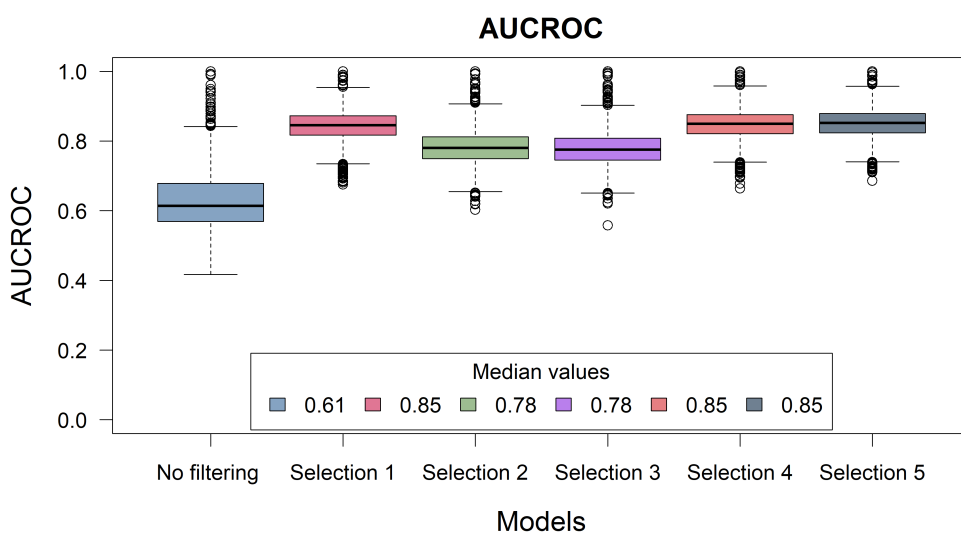 AUCROC
AUCROC
1.0
0.8
0.6
0.4
0.2
0.0
Median values
0.61 0.85 0.78 0.78 0.85 0.85
No filtering Selection 1 Selection 2 Selection 3 Selection 4 Selection 5
Models